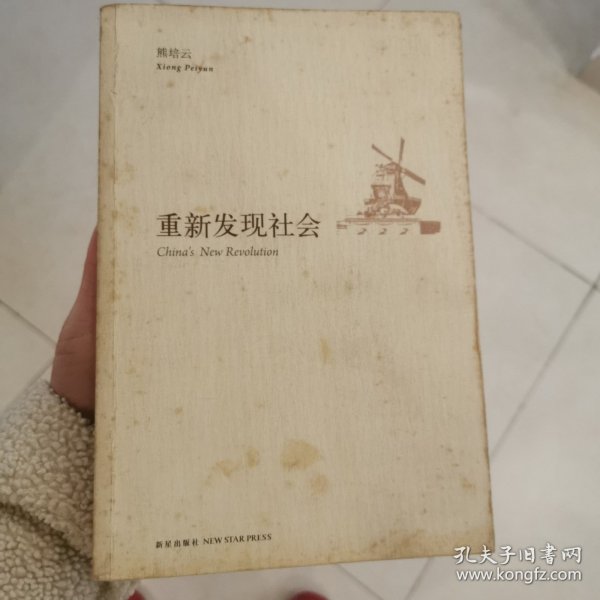 熊培云
Xiong Peiyun
重新发现社会
China's New Revolution
新星出版社 NEW STAR PRESS
孔夫子旧书网
www.kongfz.com